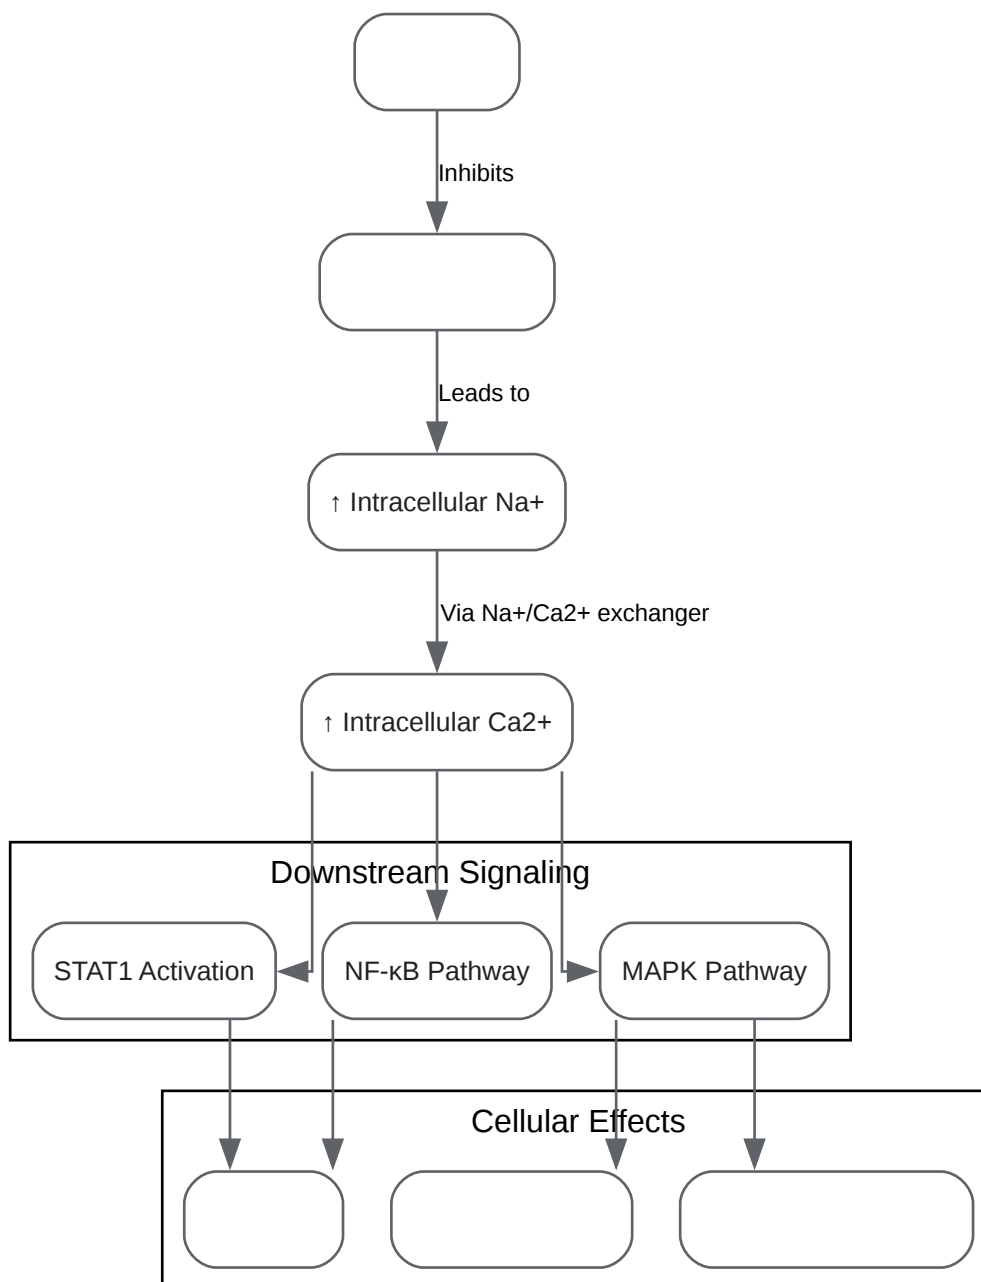 Inhibits
Leads to
↑ Intracellular Na+
Via Na+/Ca2+ exchanger
↑ Intracellular Ca2+
Downstream Signaling
STAT1 Activation
NF-κB Pathway
MAPK Pathway
Cellular Effects